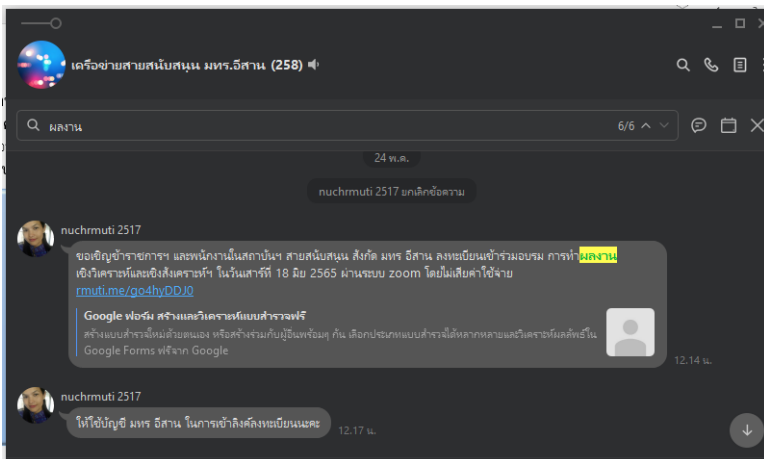 เครือข่ายสายสนับสนุน มทร.อีสาน (258)
ผลงาน
6/6
24 พ.ค.
nuchrmuti 2517 ยกเลิกข้อความ
nuchrmuti 2517
ขอเชิญข้าราชการฯ และพนักงานในสถาบันฯ สายสนับสนุน สังกัด มทร อีสาน ลงทะเบียนเข้าร่วมอบรม การทำผลงาน
เชิงวิเคราะห์และเชิงสังเคราะห์ฯ ในวันเสาร์ที่ 18 มิย 2565 ผ่านระบบ zoom โดยไม่เสียค่าใช้จ่าย
rmuti.me/go4hyDDJ0
Google ฟอร์ม สร้างและวิเคราะห์แบบสำรวจฟรี
สร้างแบบสำรวจใหม่ด้วยตนเอง หรือสร้างร่วมกับผู้อื่นพร้อมๆ กัน เลือกประเภทแบบสำรวจได้หลากหลายและวิเคราะห์ผลลัพธ์ใน
Google Forms ฟรีจาก Google
12.14 น.
nuchrmuti 2517
ให้ใช้บัญชี มทร อีสาน ในการเข้าลิงค์ลงทะเบียนนะคะ
12.17 น.